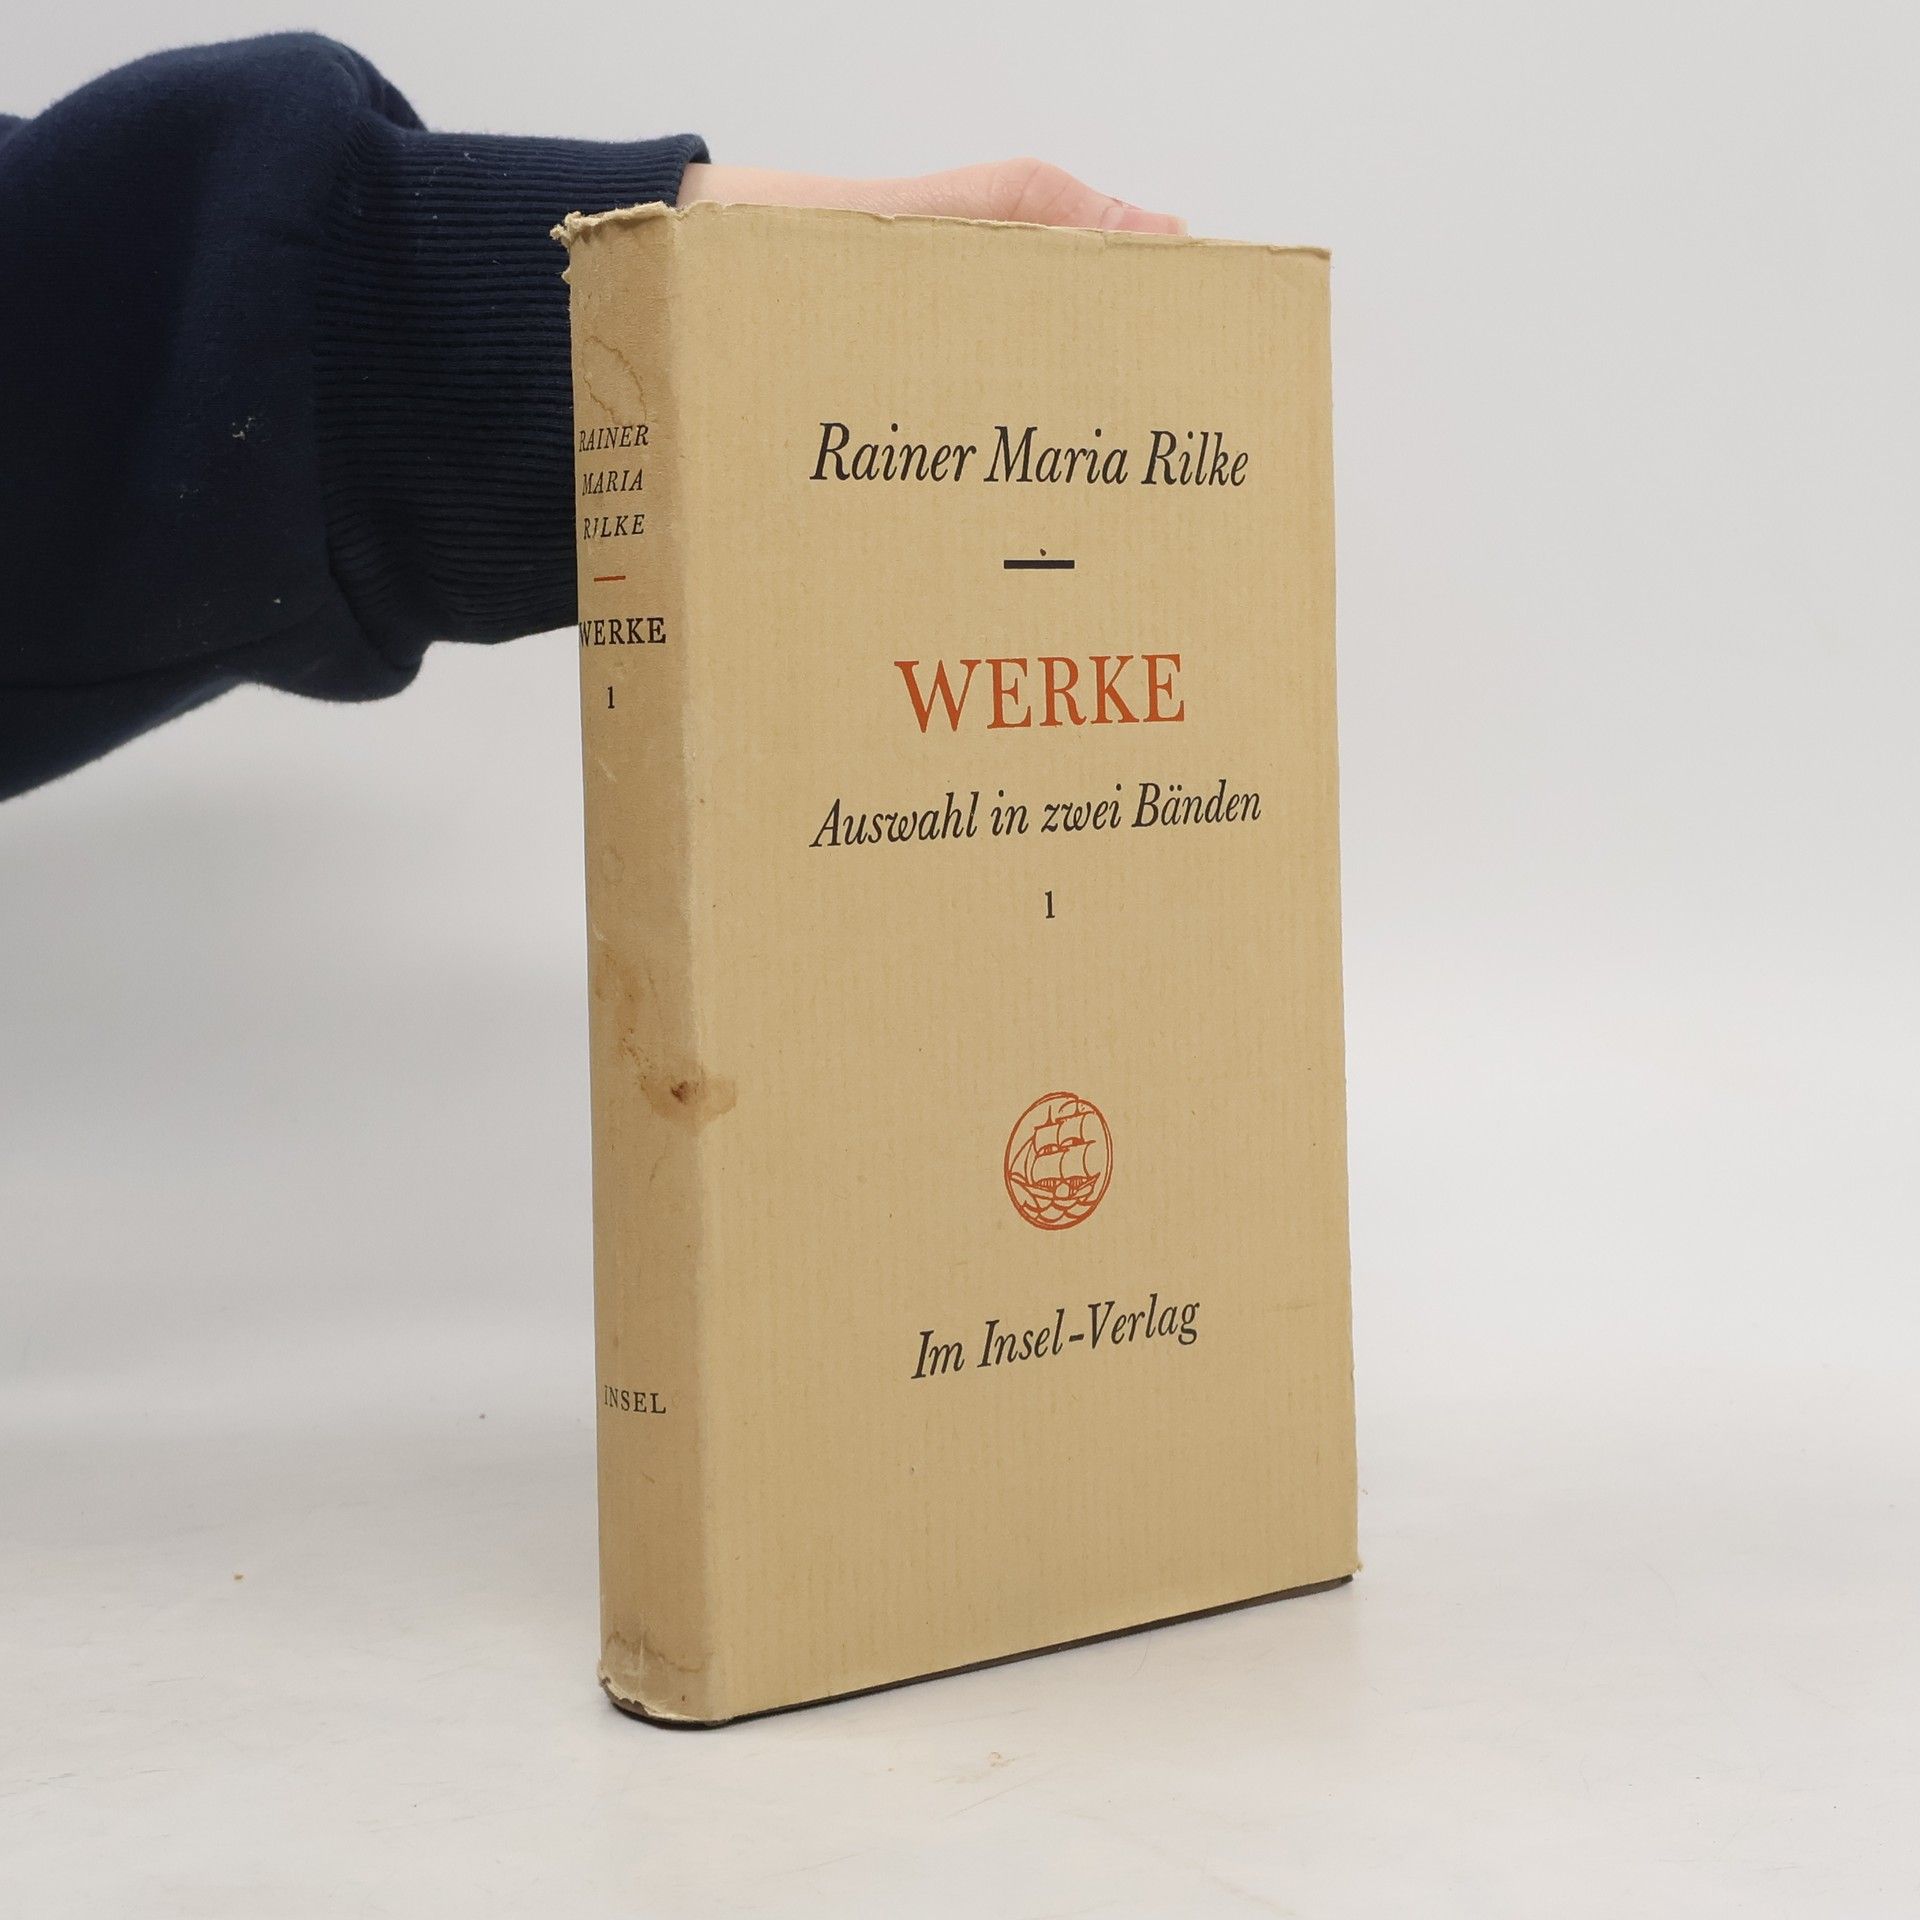 RAINER
MARIA
RILKE
WERKE
1
INSEL
Rainer Maria Rilke
WERKE
Auswahl in zwei Bänden
1
Im Insel-Verlag